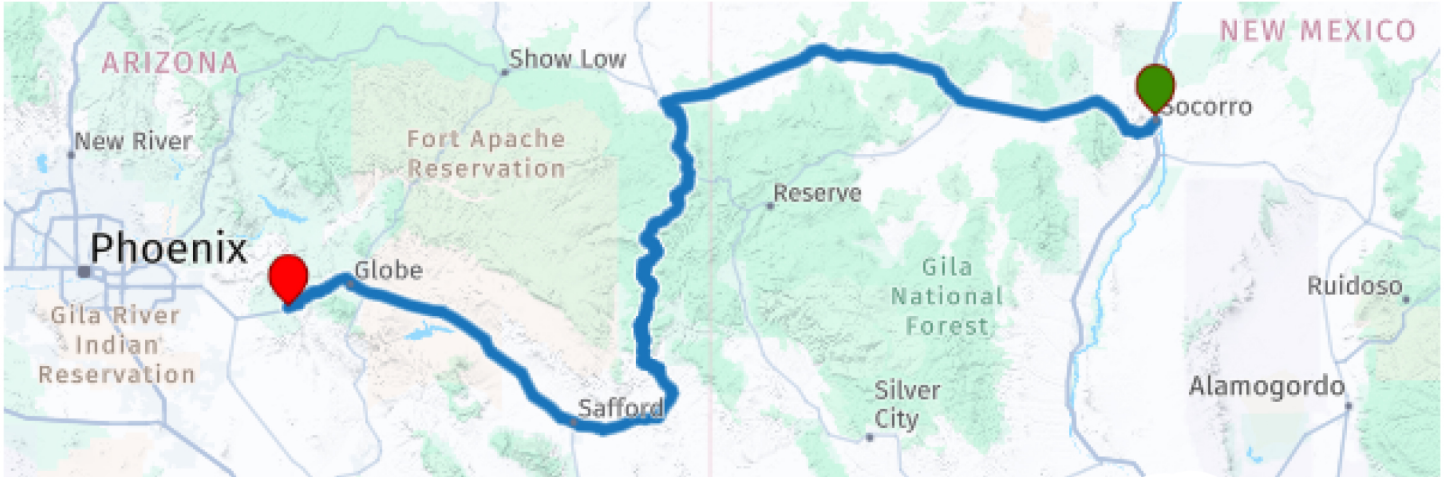 NEW MEXICO
ARIZONA
Show Low
Socorro
New River
Fort Apache
Reservation
Reserve
Phoenix
Globe
Gila
National
Forest
Ruidoso
Gila River
Indian
Reservation
Silver
City
Alamogordo
Safford